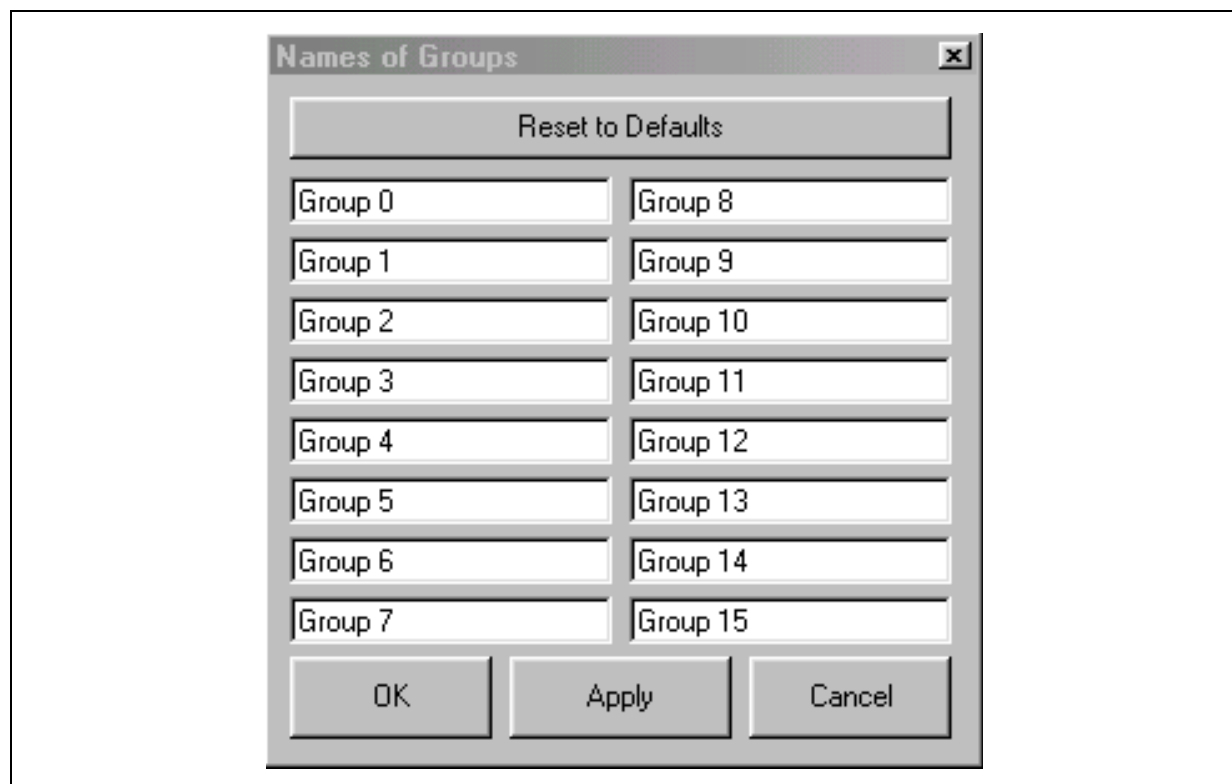 Names of Groups
Reset to Defaults
Group 0
Group 8
Group 1
Group 9
Group 2
Group 10
Group 3
Group 11
Group 4
Group 12
Group 5
Group 13
Group 6
Group 14
Group 7
Group 15
OK
Apply
Cancel